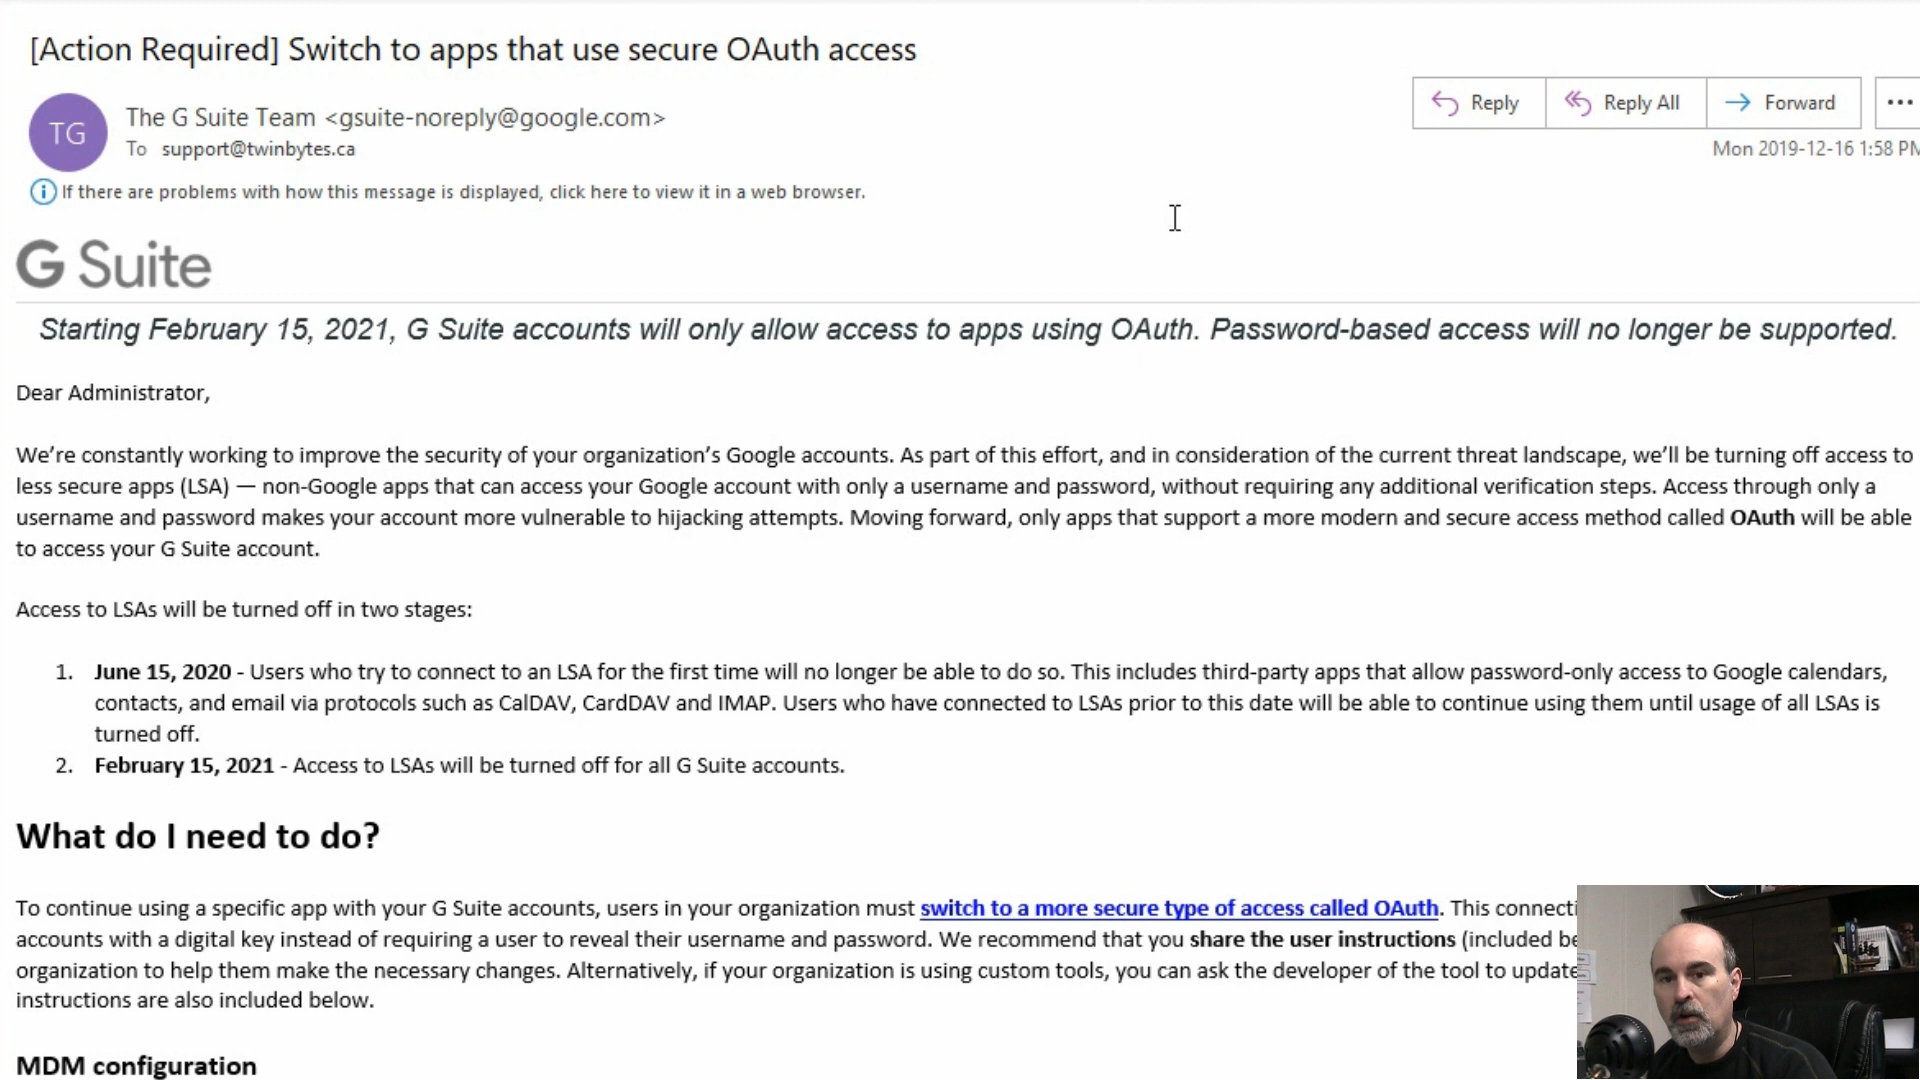 [Action Required] Switch to apps that use secure OAuth access
Reply
Reply All
Forward
TG
The G Suite Team <gsuite-noreply@google.com>
To support@twinbytes.ca
Mon 2019-12-16 1:58 PM
If there are problems with how this message is displayed, click here to view it in a web browser.
G Suite
Starting February 15, 2021, G Suite accounts will only allow access to apps using OAuth. Password-based access will no longer be supported.
Dear Administrator,
We’re constantly working to improve the security of your organization’s Google accounts. As part of this effort, and in consideration of the current threat landscape, we’ll be turning off access to
less secure apps (LSA) — non-Google apps that can access your Google account with only a username and password, without requiring any additional verification steps. Access through only a
username and password makes your account more vulnerable to hijacking attempts. Moving forward, only apps that support a more modern and secure access method called OAuth will be able
to access your G Suite account.
Access to LSAs will be turned off in two stages:
1. June 15, 2020 - Users who try to connect to an LSA for the first time will no longer be able to do so. This includes third-party apps that allow password-only access to Google calendars,
contacts, and email via protocols such as CalDAV, CardDAV and IMAP. Users who have connected to LSAs prior to this date will be able to continue using them until usage of all LSAs is
turned off.
2. February 15, 2021 - Access to LSAs will be turned off for all G Suite accounts.
What do I need to do?
To continue using a specific app with your G Suite accounts, users in your organization must switch to a more secure type of access called OAuth. This connecti
accounts with a digital key instead of requiring a user to reveal their username and password. We recommend that you share the user instructions (included be
organization to help them make the necessary changes. Alternatively, if your organization is using custom tools, you can ask the developer of the tool to update
instructions are also included below.
MDM configuration